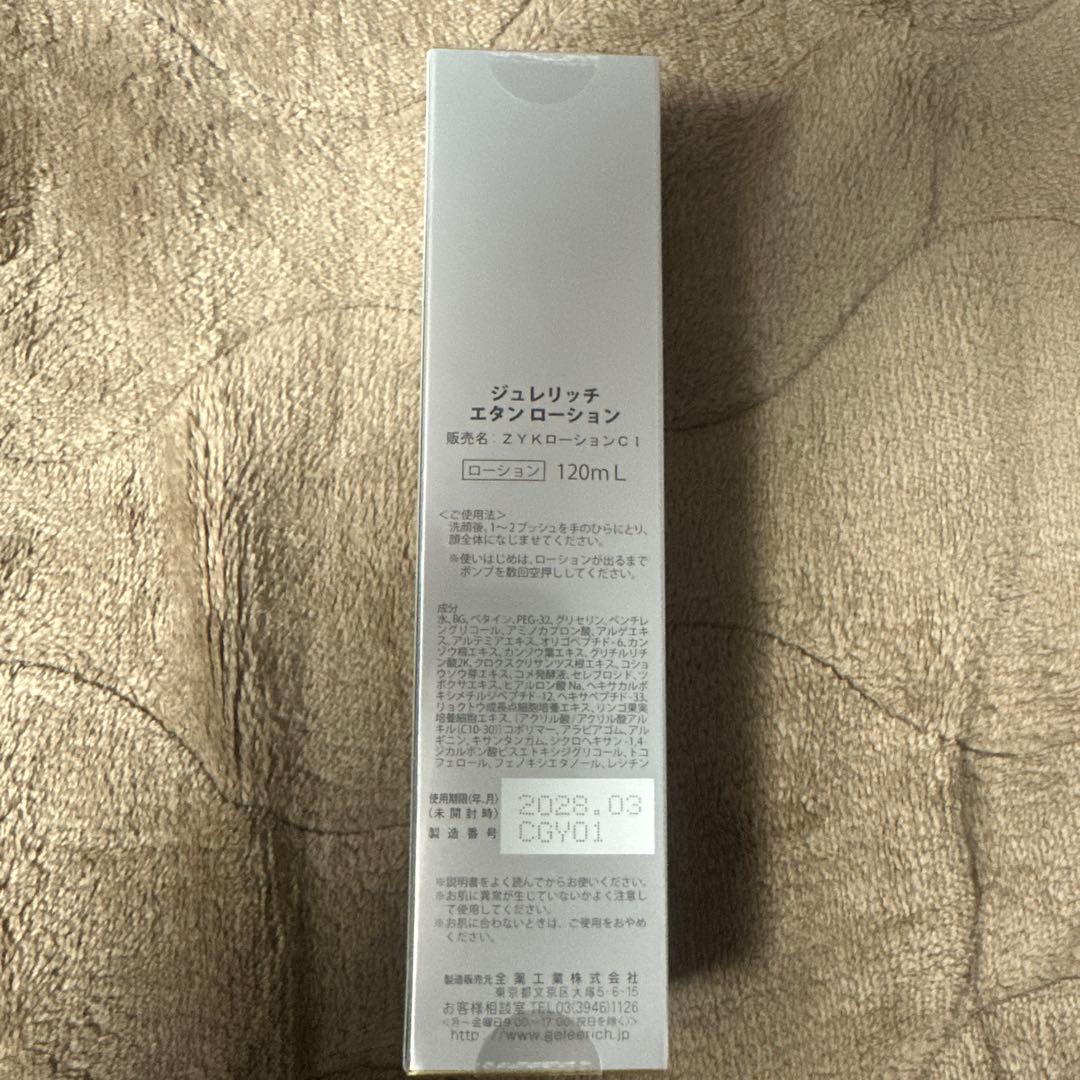 ジュレリッチ
エタン ローション
販売名：ZYKローションC1
ローション 120mL
＜ご使用法＞
洗顔後、1〜2プッシュを手のひらにとり、
顔全体になじませてください。
※使いはじめは、ローションが出るまで
ポンプを数回空押ししてください。
成分
水、BG、ベタイン、PEG-32、グリセリン、ペンチレ
ングリコール、アミノカプロン酸、アルゲエキ
ス、アルテミアエキス、オリゴペプチド-6、カン
ゾウ根エキス、カンゾウ葉エキス、グリチルリチ
ン酸2K、クロクスクリサンツス根エキス、コショ
ウソウ芽エキス、コメ発酵液、セレブロシド、ツ
ボクサエキス、ヒアルロン酸Na、ヘキサカルボ
キシメチルジペプチド-12、ヘキサペプチド-33、
リョクトウ成長点細胞培養エキス、リンゴ果実
培養細胞エキス、（アクリル酸/アクリル酸アル
キル(C10-30)）コポリマー、アラビアゴム、アル
ギニン、キサンタンガム、シクロヘキサン-1,4-
ジカルボン酸ビスエトキシジグリコール、トコ
フェロール、フェノキシエタノール、レシチン
使用期限(年.月) 2028.03
(未開封時)
製造番号 CGY01
※説明書をよく読んでからお使いください。
※お肌に異常が生じていないかよく注意し
て使用してください。
※お肌に合わないときは、ご使用をおやめ
ください。
製造販売元 全薬工業株式会社
東京都文京区大塚5-6-15
お客様相談室 TEL03(3946)1126
＜月〜金曜日9:00〜17:00(祝日を除く)＞
http://www.geleerich.jp